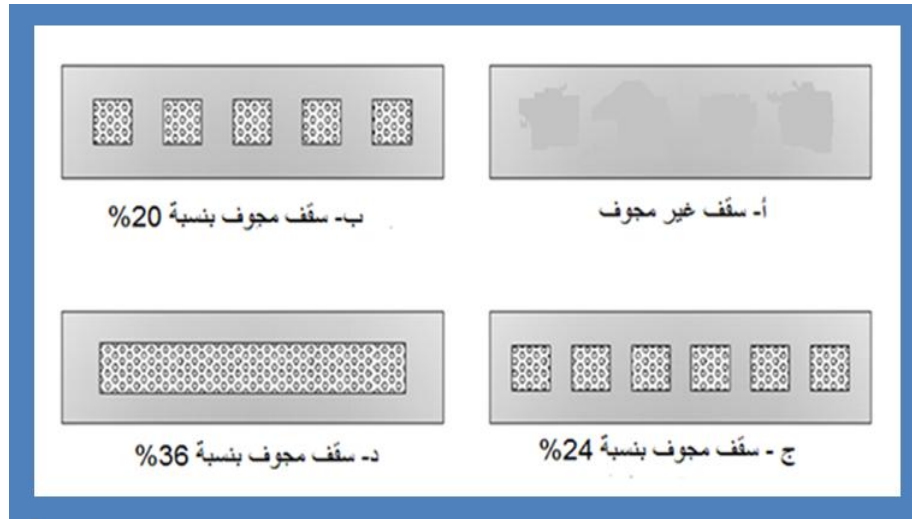 أ- سقف غير مجوف
ب- سقف مجوف بنسبة 20%
ج - سقف مجوف بنسبة 24%
د- سقف مجوف بنسبة 36%